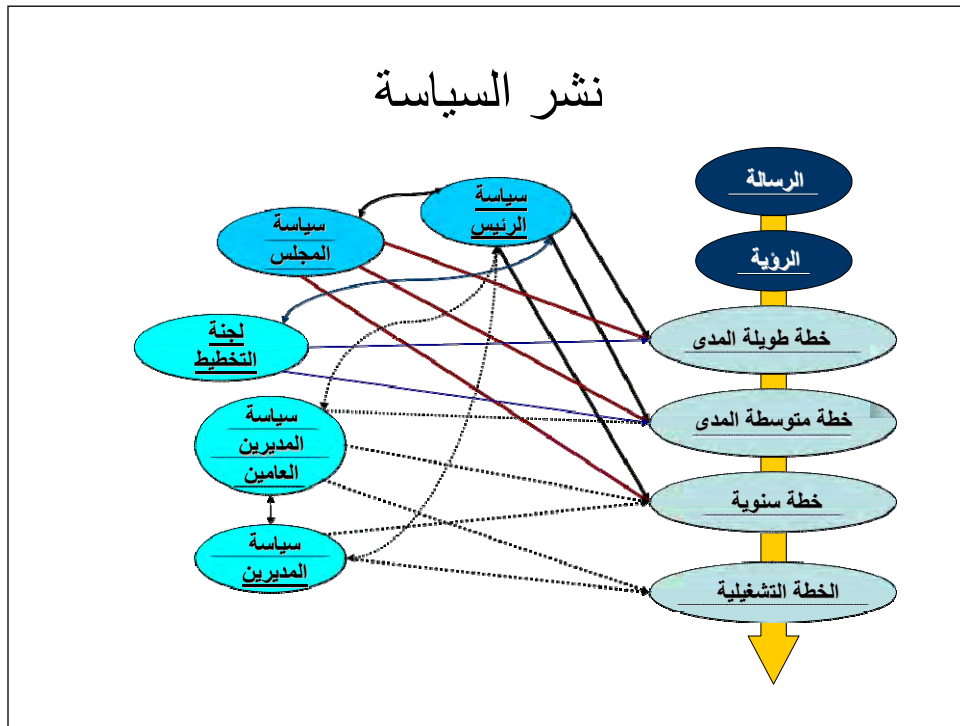 نشر السياسة
الرسالة
الرؤية
خطة طويلة المدى
خطة متوسطة المدى
خطة سنوية
الخطة التشغيلية
سياسة
الرئيس
سياسة
المجلس
لجنة
التخطيط
سياسة
المديرين
العامين
سياسة
المديرين